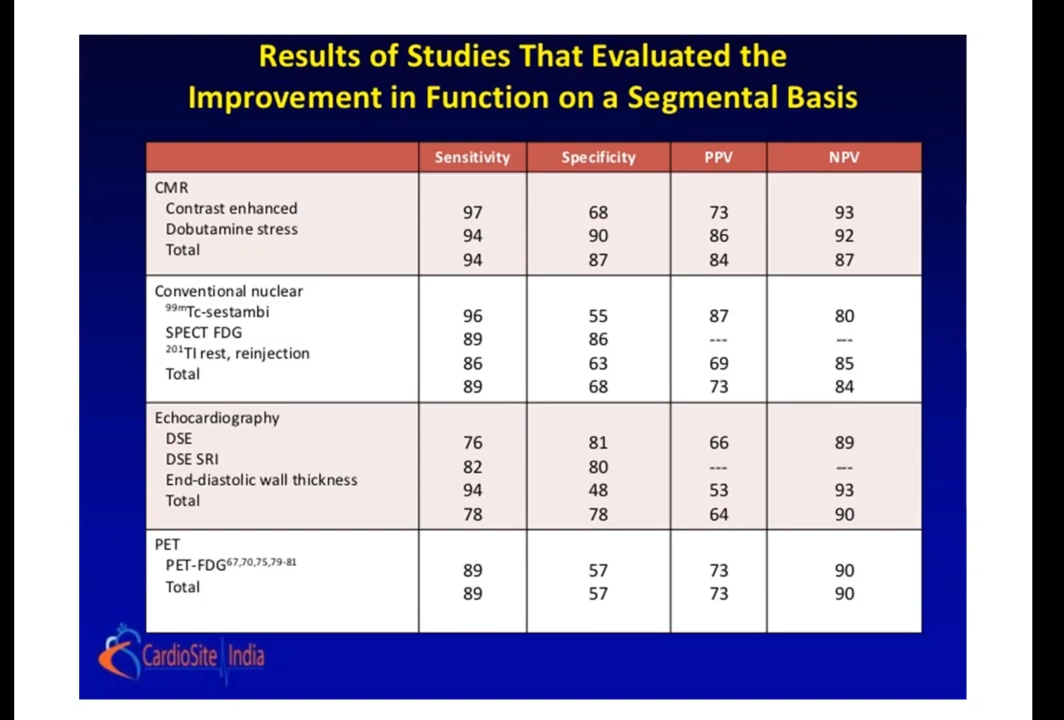 Results of Studies That Evaluated the
Improvement in Function on a Segmental Basis
Sensitivity Specificity PPV NPV
CMR
Contrast enhanced 97 68 73 93
Dobutamine stress 94 90 86 92
Total 94 87 84 87
Conventional nuclear
⁹⁹ᵐTc-sestambi 96 55 87 80
SPECT FDG 89 86 --- ---
²⁰¹TI rest, reinjection 86 63 69 85
Total 89 68 73 84
Echocardiography
DSE 76 81 66 89
DSE SRI 82 80 --- ---
End-diastolic wall thickness 94 48 53 93
Total 78 78 64 90
PET
PET-FDG⁶⁷,⁷⁰,⁷⁵,⁷⁹⁻⁸¹ 89 57 73 90
Total 89 57 73 90
CardioSite India